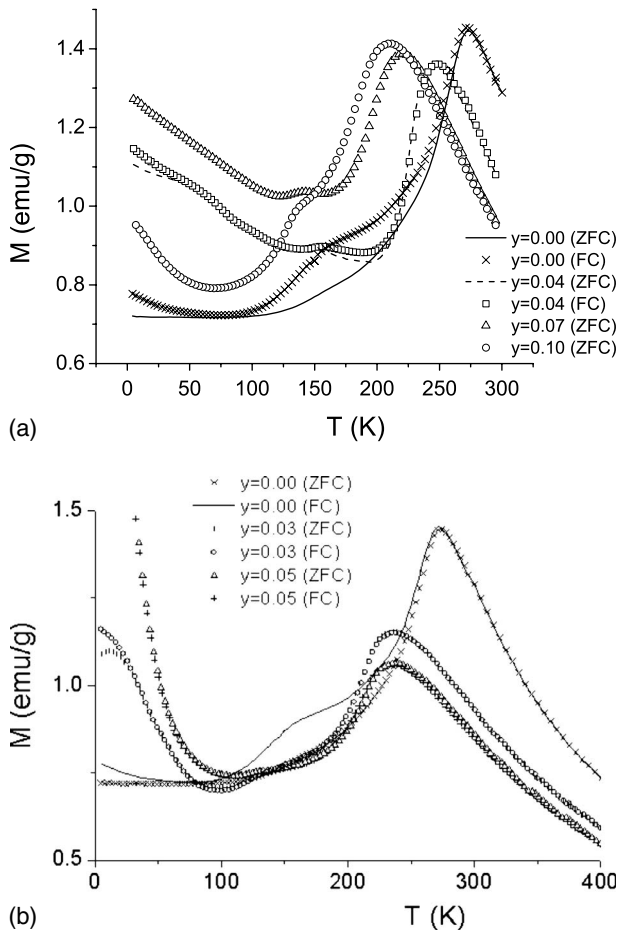 1.4
1.2
1.0
0.8
0.6
M (emu/g)
0 50 100 150 200 250 300
T (K)
y=0.00 (ZFC)
y=0.00 (FC)
y=0.04 (ZFC)
y=0.04 (FC)
y=0.07 (ZFC)
y=0.10 (ZFC)
(a)
y=0.00 (ZFC)
y=0.00 (FC)
y=0.03 (ZFC)
y=0.03 (FC)
y=0.05 (ZFC)
y=0.05 (FC)
1.5
1.0
0.5
M (emu/g)
0 100 200 300 400
T (K)
(b)